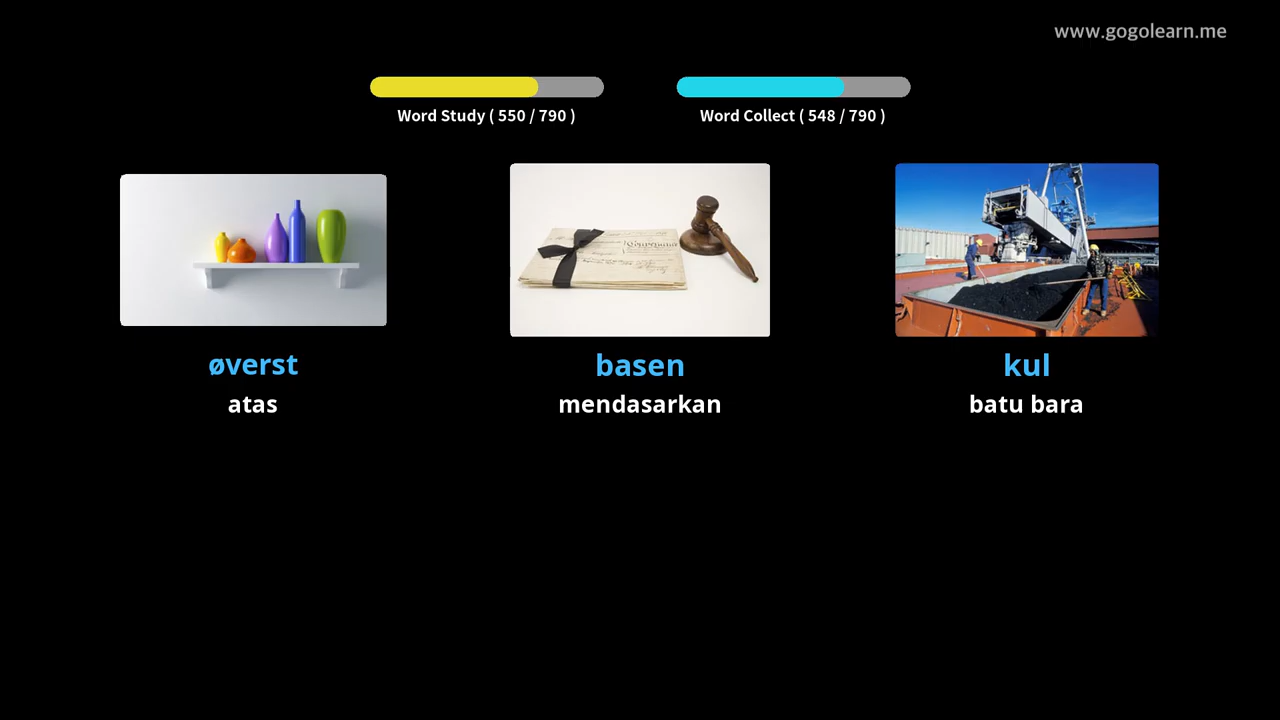 www.gogolearn.me
Word Study ( 550 / 790 )
Word Collect ( 548 / 790 )
øverst
atas
basen
mendasarkan
kul
batu bara